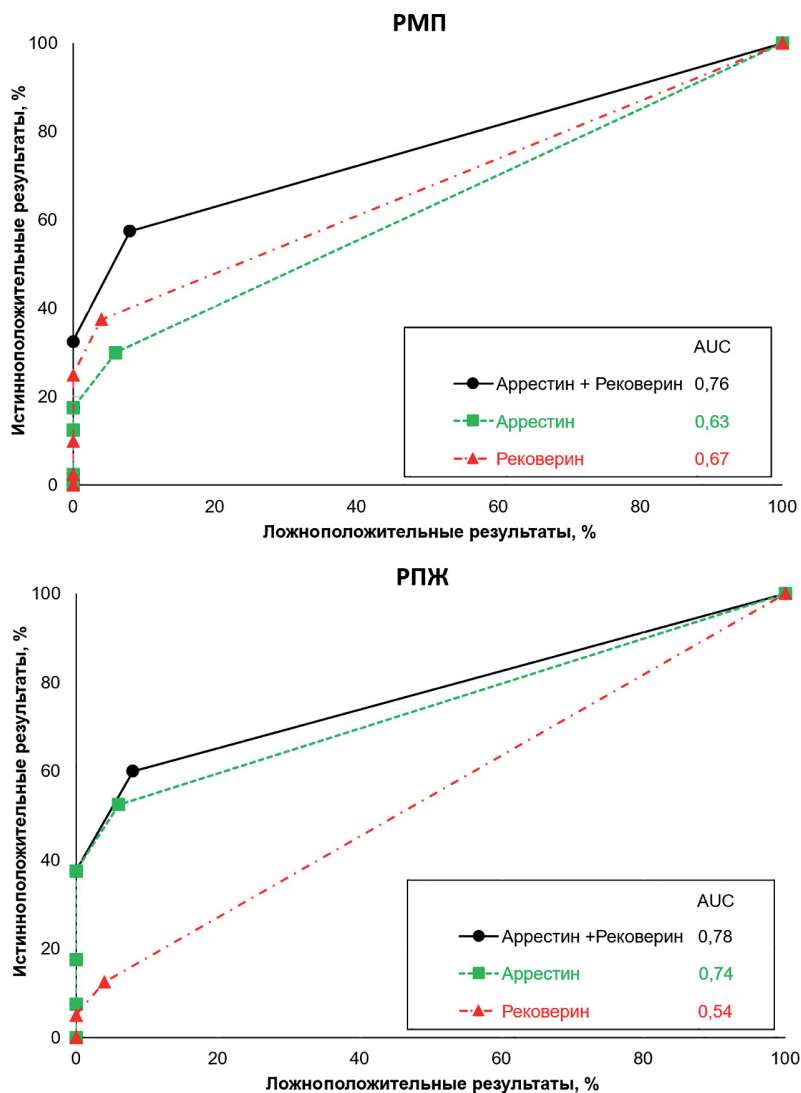 РМП
Истинноположительные результаты, %
100
80
60
40
20
0
AUC
Аррестин + Рековерин 0,76
Аррестин 0,63
Рековерин 0,67
0 20 40 60 80 100
Ложноположительные результаты, %
РПЖ
Истинноположительные результаты, %
100
80
60
40
20
0
AUC
Аррестин +Рековерин 0,78
Аррестин 0,74
Рековерин 0,54
0 20 40 60 80 100
Ложноположительные результаты, %